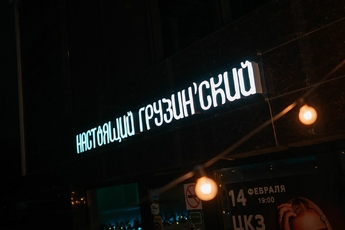 НАСТОЯЩИЙ ГРУЗИН'СКИЙ
14 ФЕВРАЛЯ
19:00
ЦКЗ